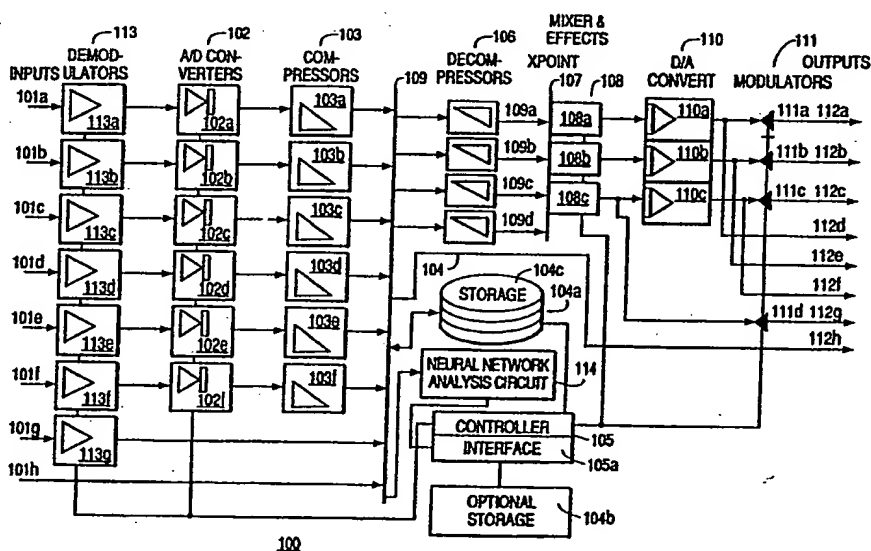 113
DEMOD-
ULATORS
102
A/D CON-
VERTERS
103
COM-
PRESSORS
106
DECOM-
PRESSORS
MIXER &
EFFECTS
XPOINT
110
D/A
CONVERT
111
MODULATORS
INPUTS
OUTPUTS
109
107
108
101a
113a
102a
103a
109a
108a
110a
111a 112a
101b
113b
102b
103b
109b
108b
110b
111b 112b
101c
113c
102c
103c
109c
108c
110c
111c 112c
109d
112d
101d
113d
102d
103d
104
104c
STORAGE
104a
112e
112f
101e
113e
102e
103e
111d 112g
112h
101f
113f
102f
103f
NEURAL NETWORK
ANALYSIS CIRCUIT
114
101g
113g
CONTROLLER
105
INTERFACE
105a
101h
OPTIONAL
STORAGE
104b
100